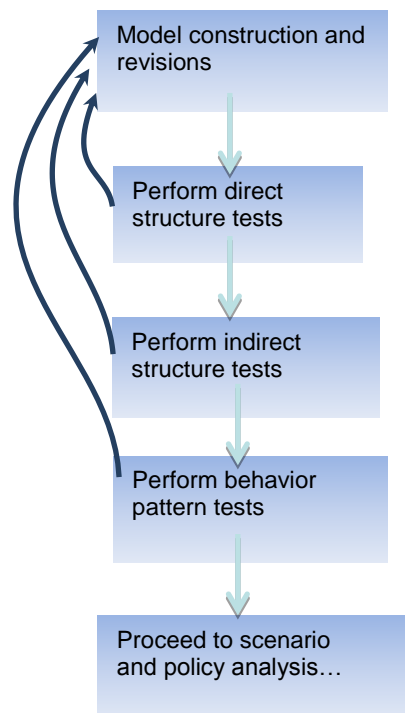 Model construction and
revisions
Perform direct
structure tests
Perform indirect
structure tests
Perform behavior
pattern tests
Proceed to scenario
and policy analysis…